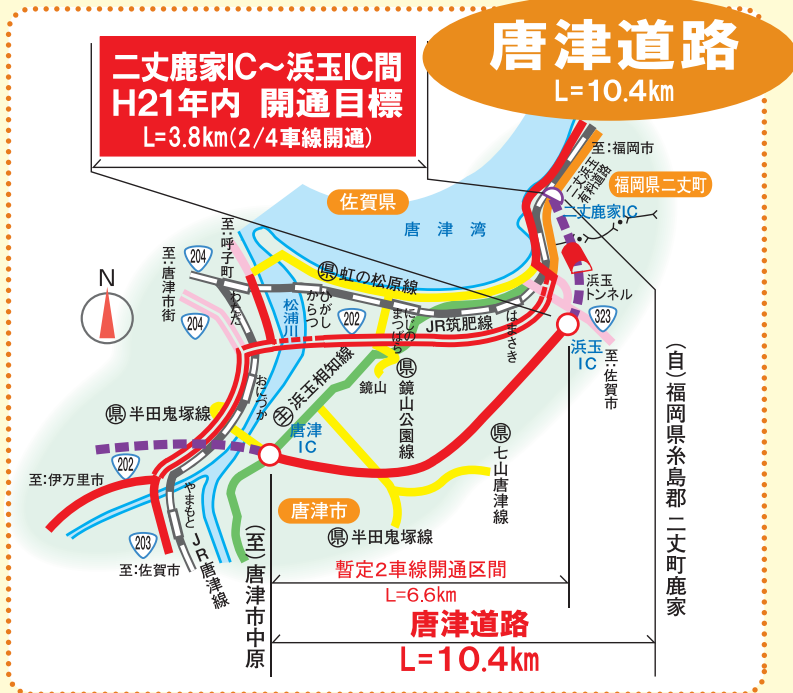 唐津道路
L=10.4km
二丈鹿家IC～浜玉IC間
H21年内 開通目標
L=3.8km(2/4車線開通)
至:福岡市
二丈浜玉
有料道路
福岡県二丈町
二丈鹿家IC
佐賀県
唐津湾
至:呼子町
204
至:唐津市街
204
わただ
N
県 虹の松原線
ひがし
からつ
松浦川
202
にじの
まつばら
JR筑肥線
はまさき
浜玉
トンネル
323
浜玉
IC
至:佐賀市
主 浜玉相知線
鏡山
県 鏡山公園線
おにづか
県 半田鬼塚線
唐津
IC
202
至:伊万里市
やまもと
203
至:佐賀市
JR唐津線
唐津市
県 七山唐津線
県 半田鬼塚線
(自)福岡県糸島郡二丈町鹿家
(至)唐津市中原
暫定2車線開通区間
L=6.6km
唐津道路
L=10.4km